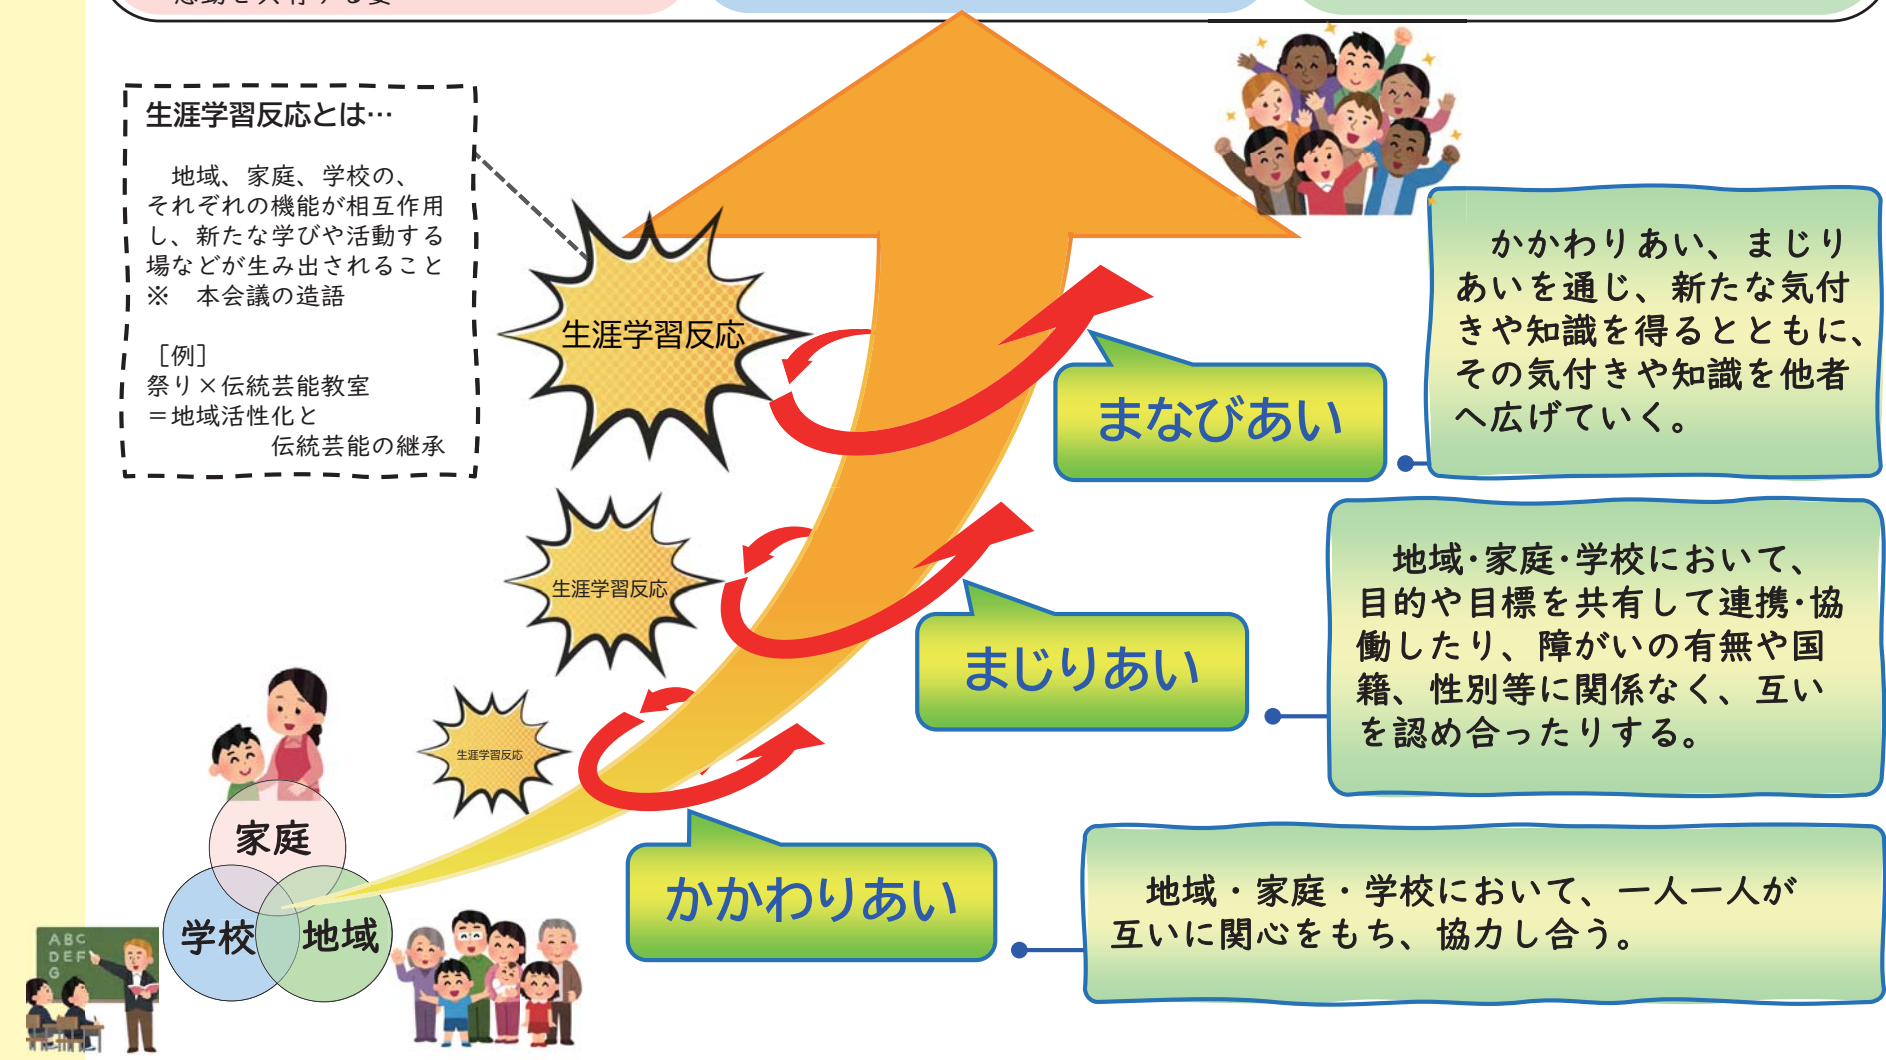 生涯学習反応とは…
地域、家庭、学校の、
それぞれの機能が相互作用
し、新たな学びや活動する
場などが生み出されること
※　本会議の造語
［例］
祭り×伝統芸能教室
＝地域活性化と
伝統芸能の継承
生涯学習反応
まなびあい
かかわりあい、まじり
あいを通じ、新たな気付
きや知識を得るとともに、
その気付きや知識を他者
へ広げていく。
生涯学習反応
まじりあい
地域・家庭・学校において、
目的や目標を共有して連携・協
働したり、障がいの有無や国
籍、性別等に関係なく、互い
を認め合ったりする。
生涯学習反応
かかわりあい
地域・家庭・学校において、一人一人が
互いに関心をもち、協力し合う。
家庭
学校
地域
ABC
DEF
G